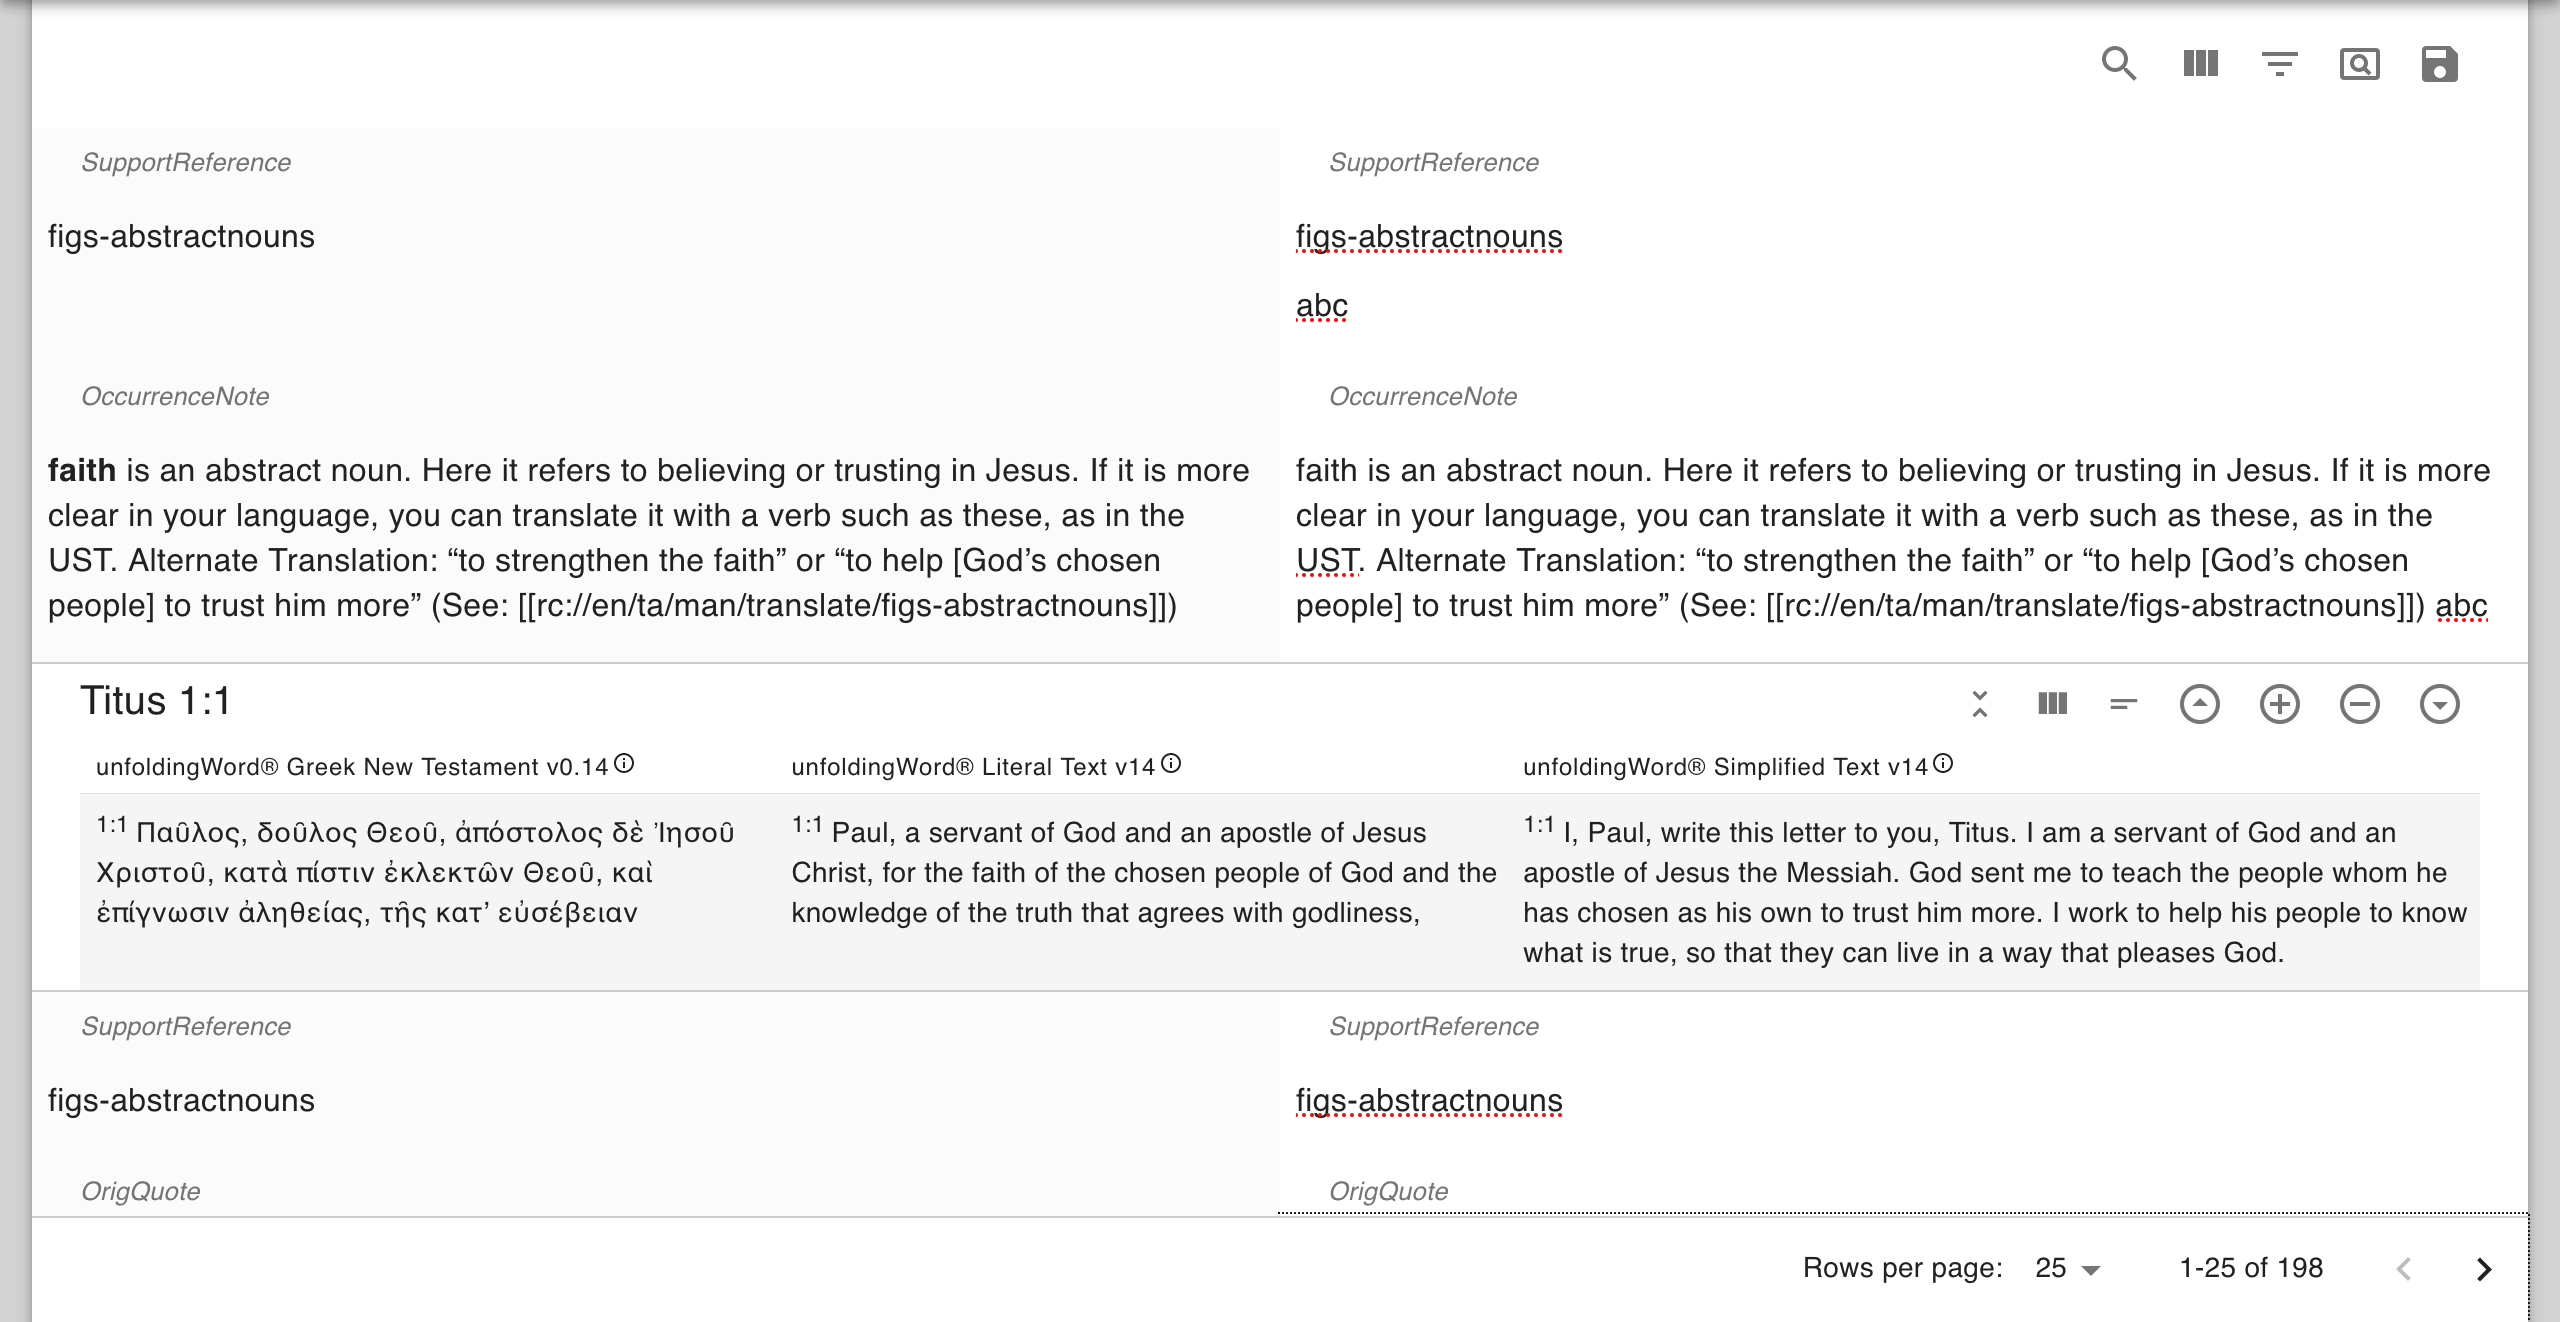 SupportReference
SupportReference
figs-abstractnouns
figs-abstractnouns
abc
OccurrenceNote
OccurrenceNote
faith is an abstract noun. Here it refers to believing or trusting in Jesus. If it is more
clear in your language, you can translate it with a verb such as these, as in the
UST. Alternate Translation: “to strengthen the faith” or “to help [God’s chosen
people] to trust him more” (See: [[rc://en/ta/man/translate/figs-abstractnouns]])
faith is an abstract noun. Here it refers to believing or trusting in Jesus. If it is more
clear in your language, you can translate it with a verb such as these, as in the
UST. Alternate Translation: “to strengthen the faith” or “to help [God’s chosen
people] to trust him more” (See: [[rc://en/ta/man/translate/figs-abstractnouns]]) abc
Titus 1:1
unfoldingWord® Greek New Testament v0.14
1:1 Παῦλος, δοῦλος Θεοῦ, ἀπόστολος δὲ Ἰησοῦ
Χριστοῦ, κατὰ πίστιν ἐκλεκτῶν Θεοῦ, καὶ
ἐπίγνωσιν ἀληθείας, τῆς κατ’ εὐσέβειαν
unfoldingWord® Literal Text v14
1:1 Paul, a servant of God and an apostle of Jesus
Christ, for the faith of the chosen people of God and the
knowledge of the truth that agrees with godliness,
unfoldingWord® Simplified Text v14
1:1 I, Paul, write this letter to you, Titus. I am a servant of God and an
apostle of Jesus the Messiah. God sent me to teach the people whom he
has chosen as his own to trust him more. I work to help his people to know
what is true, so that they can live in a way that pleases God.
SupportReference
SupportReference
figs-abstractnouns
figs-abstractnouns
OrigQuote
OrigQuote
Rows per page: 25 1-25 of 198